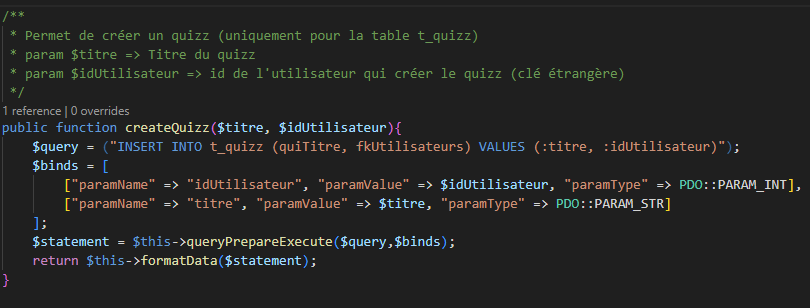 /**
 * Permet de créer un quizz (uniquement pour la table t_quizz)
 * param $titre => Titre du quizz
 * param $idUtilisateur => id de l'utilisateur qui créer le quizz (clé étrangère)
 */
1 reference | 0 overrides
public function createQuizz($titre, $idUtilisateur){
    $query = ("INSERT INTO t_quizz (quiTitre, fkUtilisateurs) VALUES (:titre, :idUtilisateur)");
    $binds = [
        ["paramName" => "idUtilisateur", "paramValue" => $idUtilisateur, "paramType" => PDO::PARAM_INT],
        ["paramName" => "titre", "paramValue" => $titre, "paramType" => PDO::PARAM_STR]
    ];
    $statement = $this->queryPrepareExecute($query,$binds);
    return $this->formatData($statement);
}